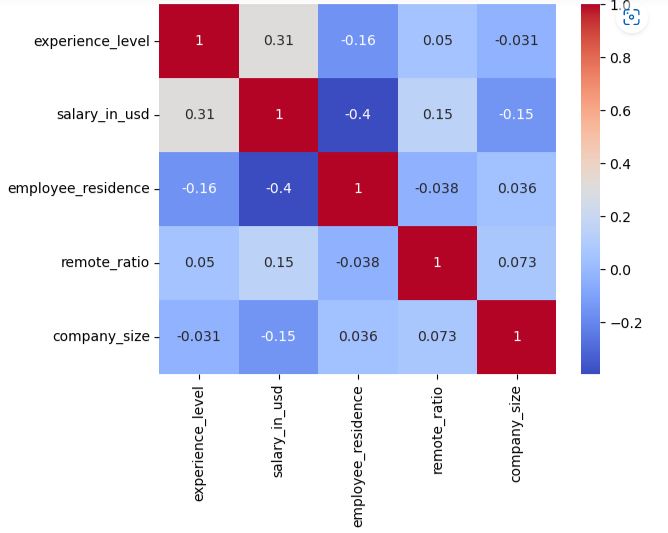 experience_level 1 0.31 -0.16 0.05 -0.031
salary_in_usd 0.31 1 -0.4 0.15 -0.15
employee_residence -0.16 -0.4 1 -0.038 0.036
remote_ratio 0.05 0.15 -0.038 1 0.073
company_size -0.031 -0.15 0.036 0.073 1
experience_level
salary_in_usd
employee_residence
remote_ratio
company_size
1.0
0.8
0.6
0.4
0.2
0.0
−0.2